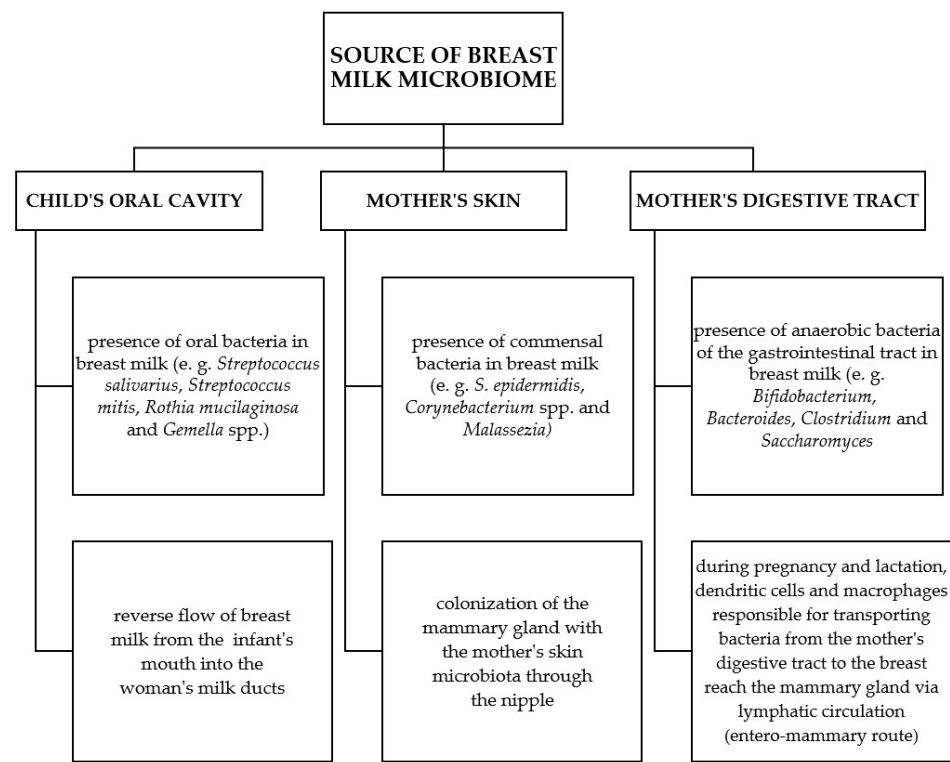 SOURCE OF BREAST
MILK MICROBIOME
CHILD'S ORAL CAVITY
MOTHER'S SKIN
MOTHER'S DIGESTIVE TRACT
presence of oral bacteria in
breast milk (e. g. Streptococcus
salivarius, Streptococcus
mitis, Rothia mucilaginosa
and Gemella spp.)
presence of commensal
bacteria in breast milk
(e. g. S. epidermidis,
Corynebacterium spp. and
Malassezia)
presence of anaerobic bacteria
of the gastrointestinal tract in
breast milk (e. g.
Bifidobacterium,
Bacteroides, Clostridium and
Saccharomyces
reverse flow of breast
milk from the infant's
mouth into the
woman's milk ducts
colonization of the
mammary gland with
the mother's skin
microbiota through
the nipple
during pregnancy and lactation,
dendritic cells and macrophages
responsible for transporting
bacteria from the mother's
digestive tract to the breast
reach the mammary gland via
lymphatic circulation
(entero-mammary route)